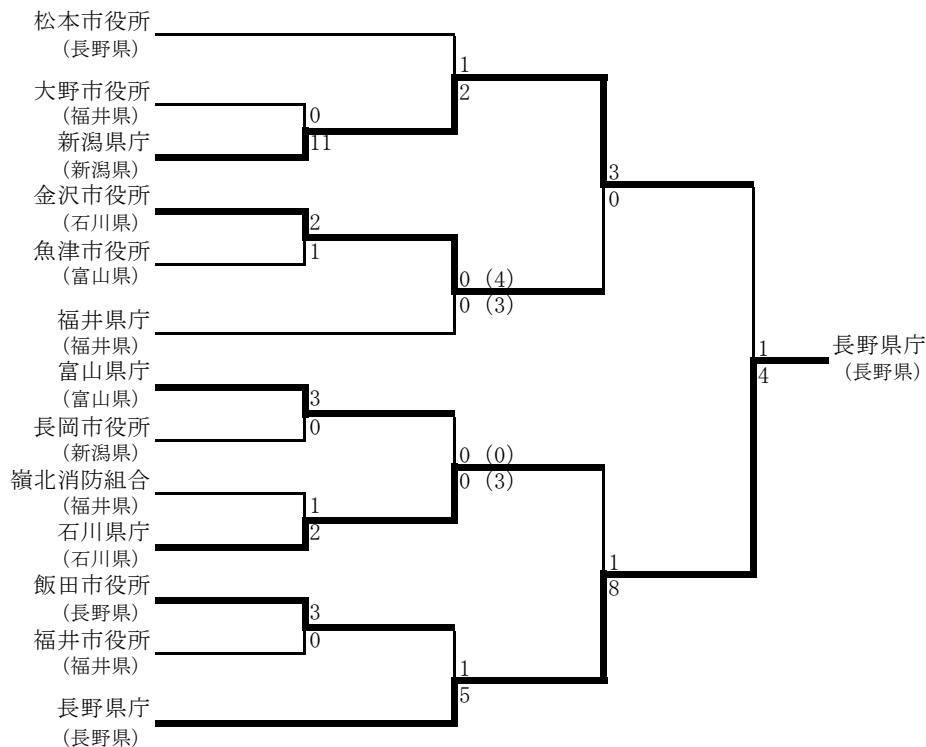 松本市役所
（長野県）
1
2
大野市役所
（福井県）
0
新潟県庁
11
（新潟県）
3
0
金沢市役所
（石川県）
2
魚津市役所
1
（富山県）
0（4）
0（3）
福井県庁
（福井県）
1
4
長野県庁
（長野県）
富山県庁
（富山県）
3
長岡市役所
0
（新潟県）
0（0）
0（3）
嶺北消防組合
（福井県）
1
石川県庁
2
（石川県）
1
8
飯田市役所
（長野県）
3
福井市役所
0
（福井県）
1
5
長野県庁
（長野県）